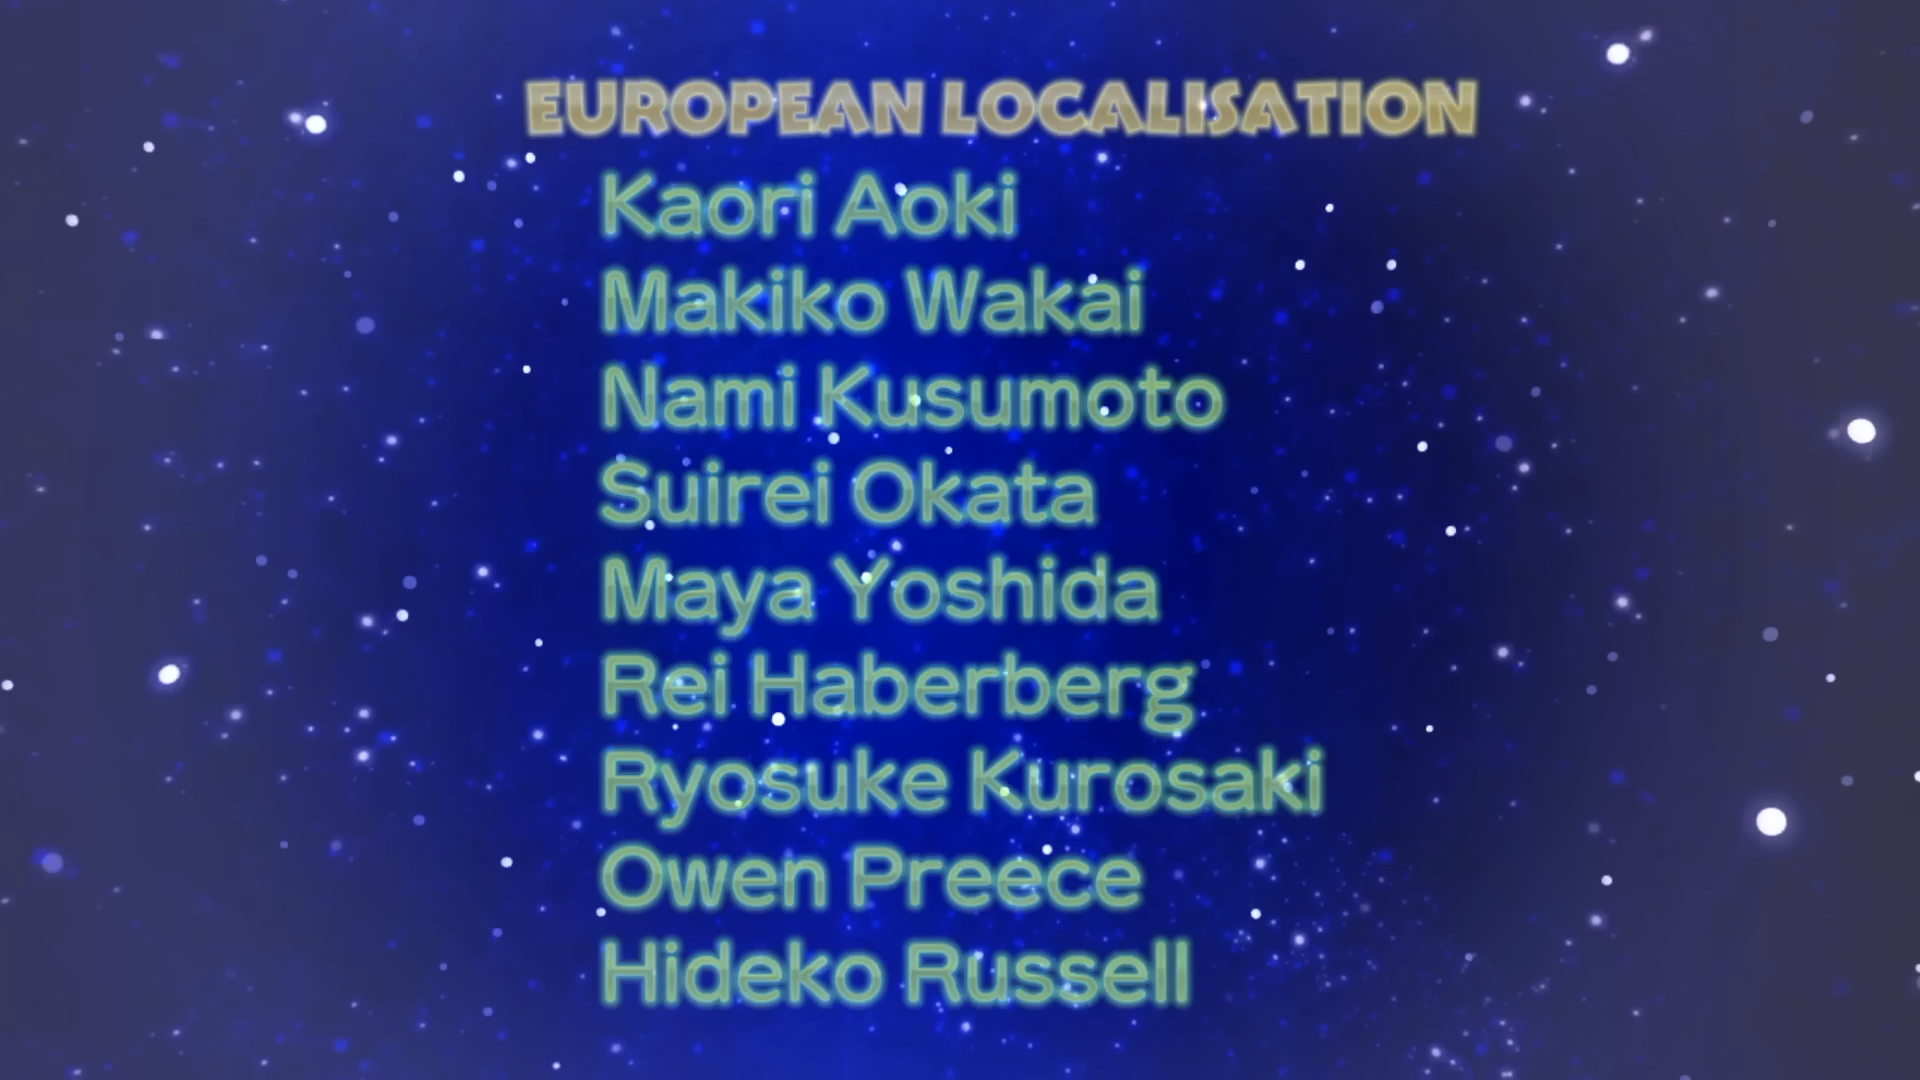 EUROPEAN LOCALISATION
Kaori Aoki
Makiko Wakai
Nami Kusumoto
Suirei Okata
Maya Yoshida
Rei Haberberg
Ryosuke Kurosaki
Owen Preece
Hideko Russell